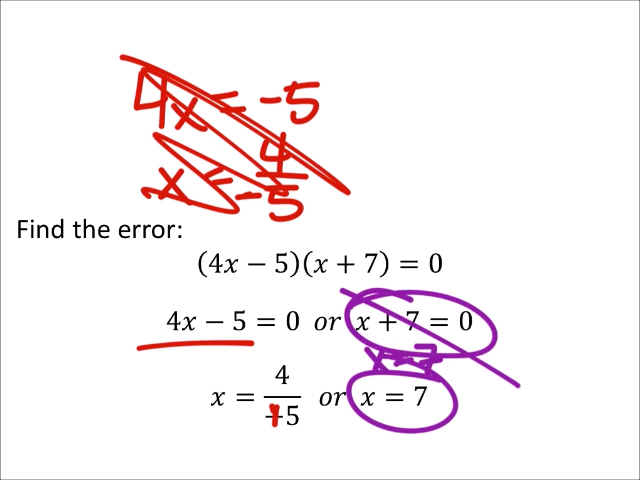 4x = -5
x = 4/-5
Find the error:
(4x − 5)(x + 7) = 0
4x − 5 = 0 or x + 7 = 0
x = -7
x = 4/−5 or x = 7